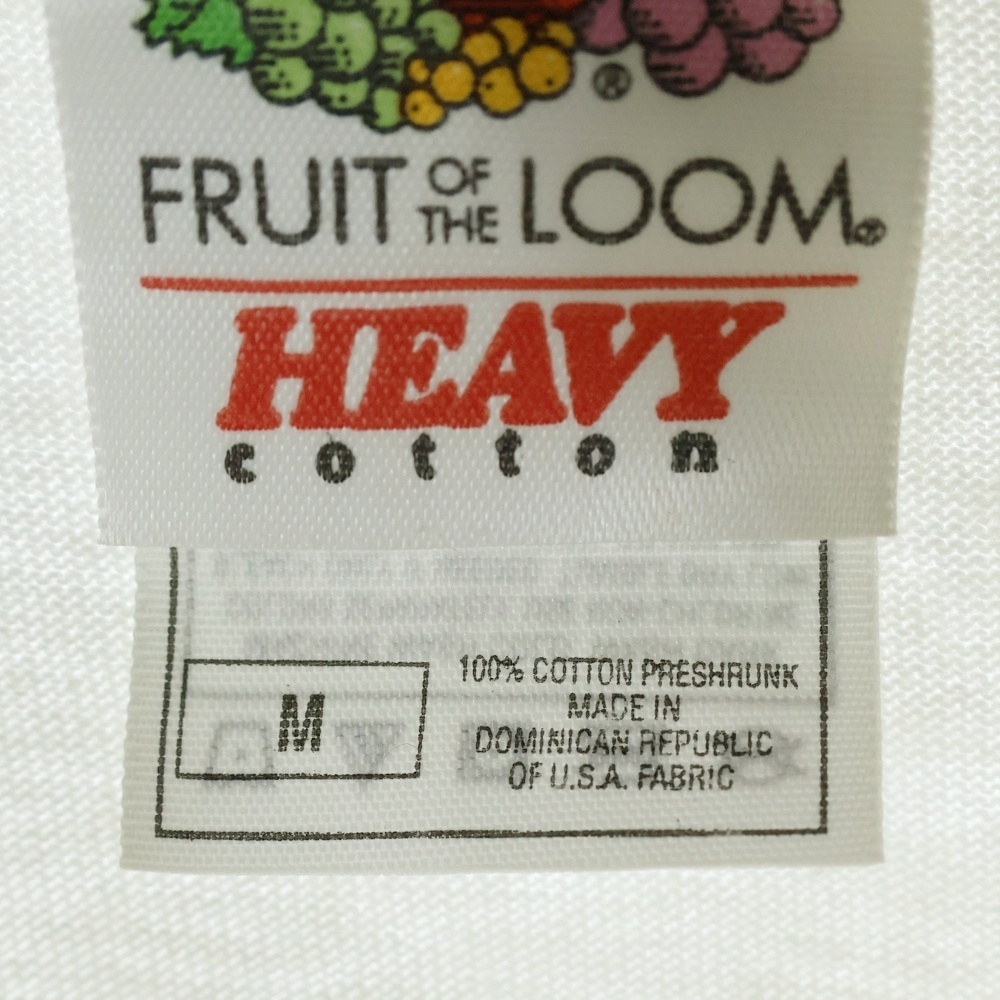 ®
FRUIT OF THE LOOM®
HEAVY
cotton
M
100% COTTON PRESHRUNK
MADE IN
DOMINICAN REPUBLIC
OF U.S.A. FABRIC